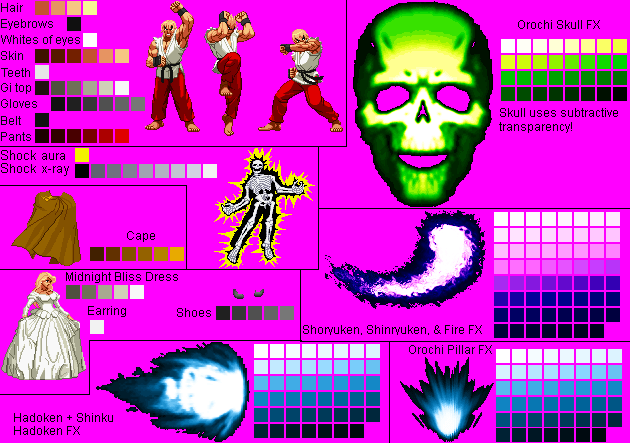 Hair
Eyebrows
Whites of eyes
Skin
Teeth
Gi top
Gloves
Belt
Pants
Orochi Skull FX
Skull uses subtractive
transparency!
Shock aura
Shock x-ray
Cape
Midnight Bliss Dress
Earring
Shoes
Shoryuken, Shinryuken, & Fire FX
Orochi Pillar FX
Hadoken + Shinku
Hadoken FX